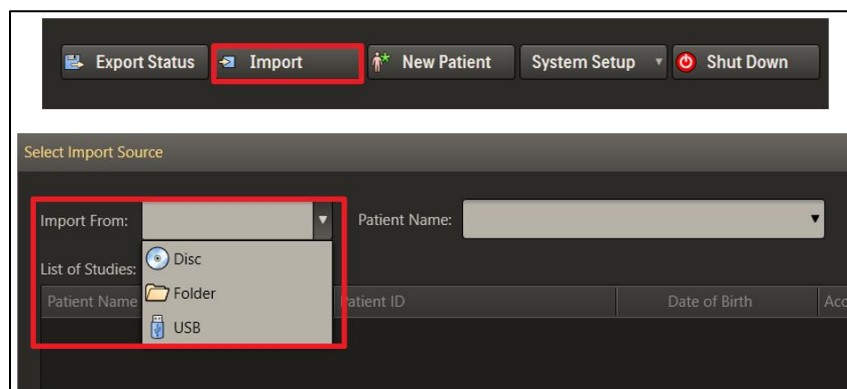 Export Status Import New Patient System Setup Shut Down
Select Import Source
Import From: Patient Name:
Disc
List of Studies:
Folder
Patient Name Patient ID Date of Birth Acc
USB